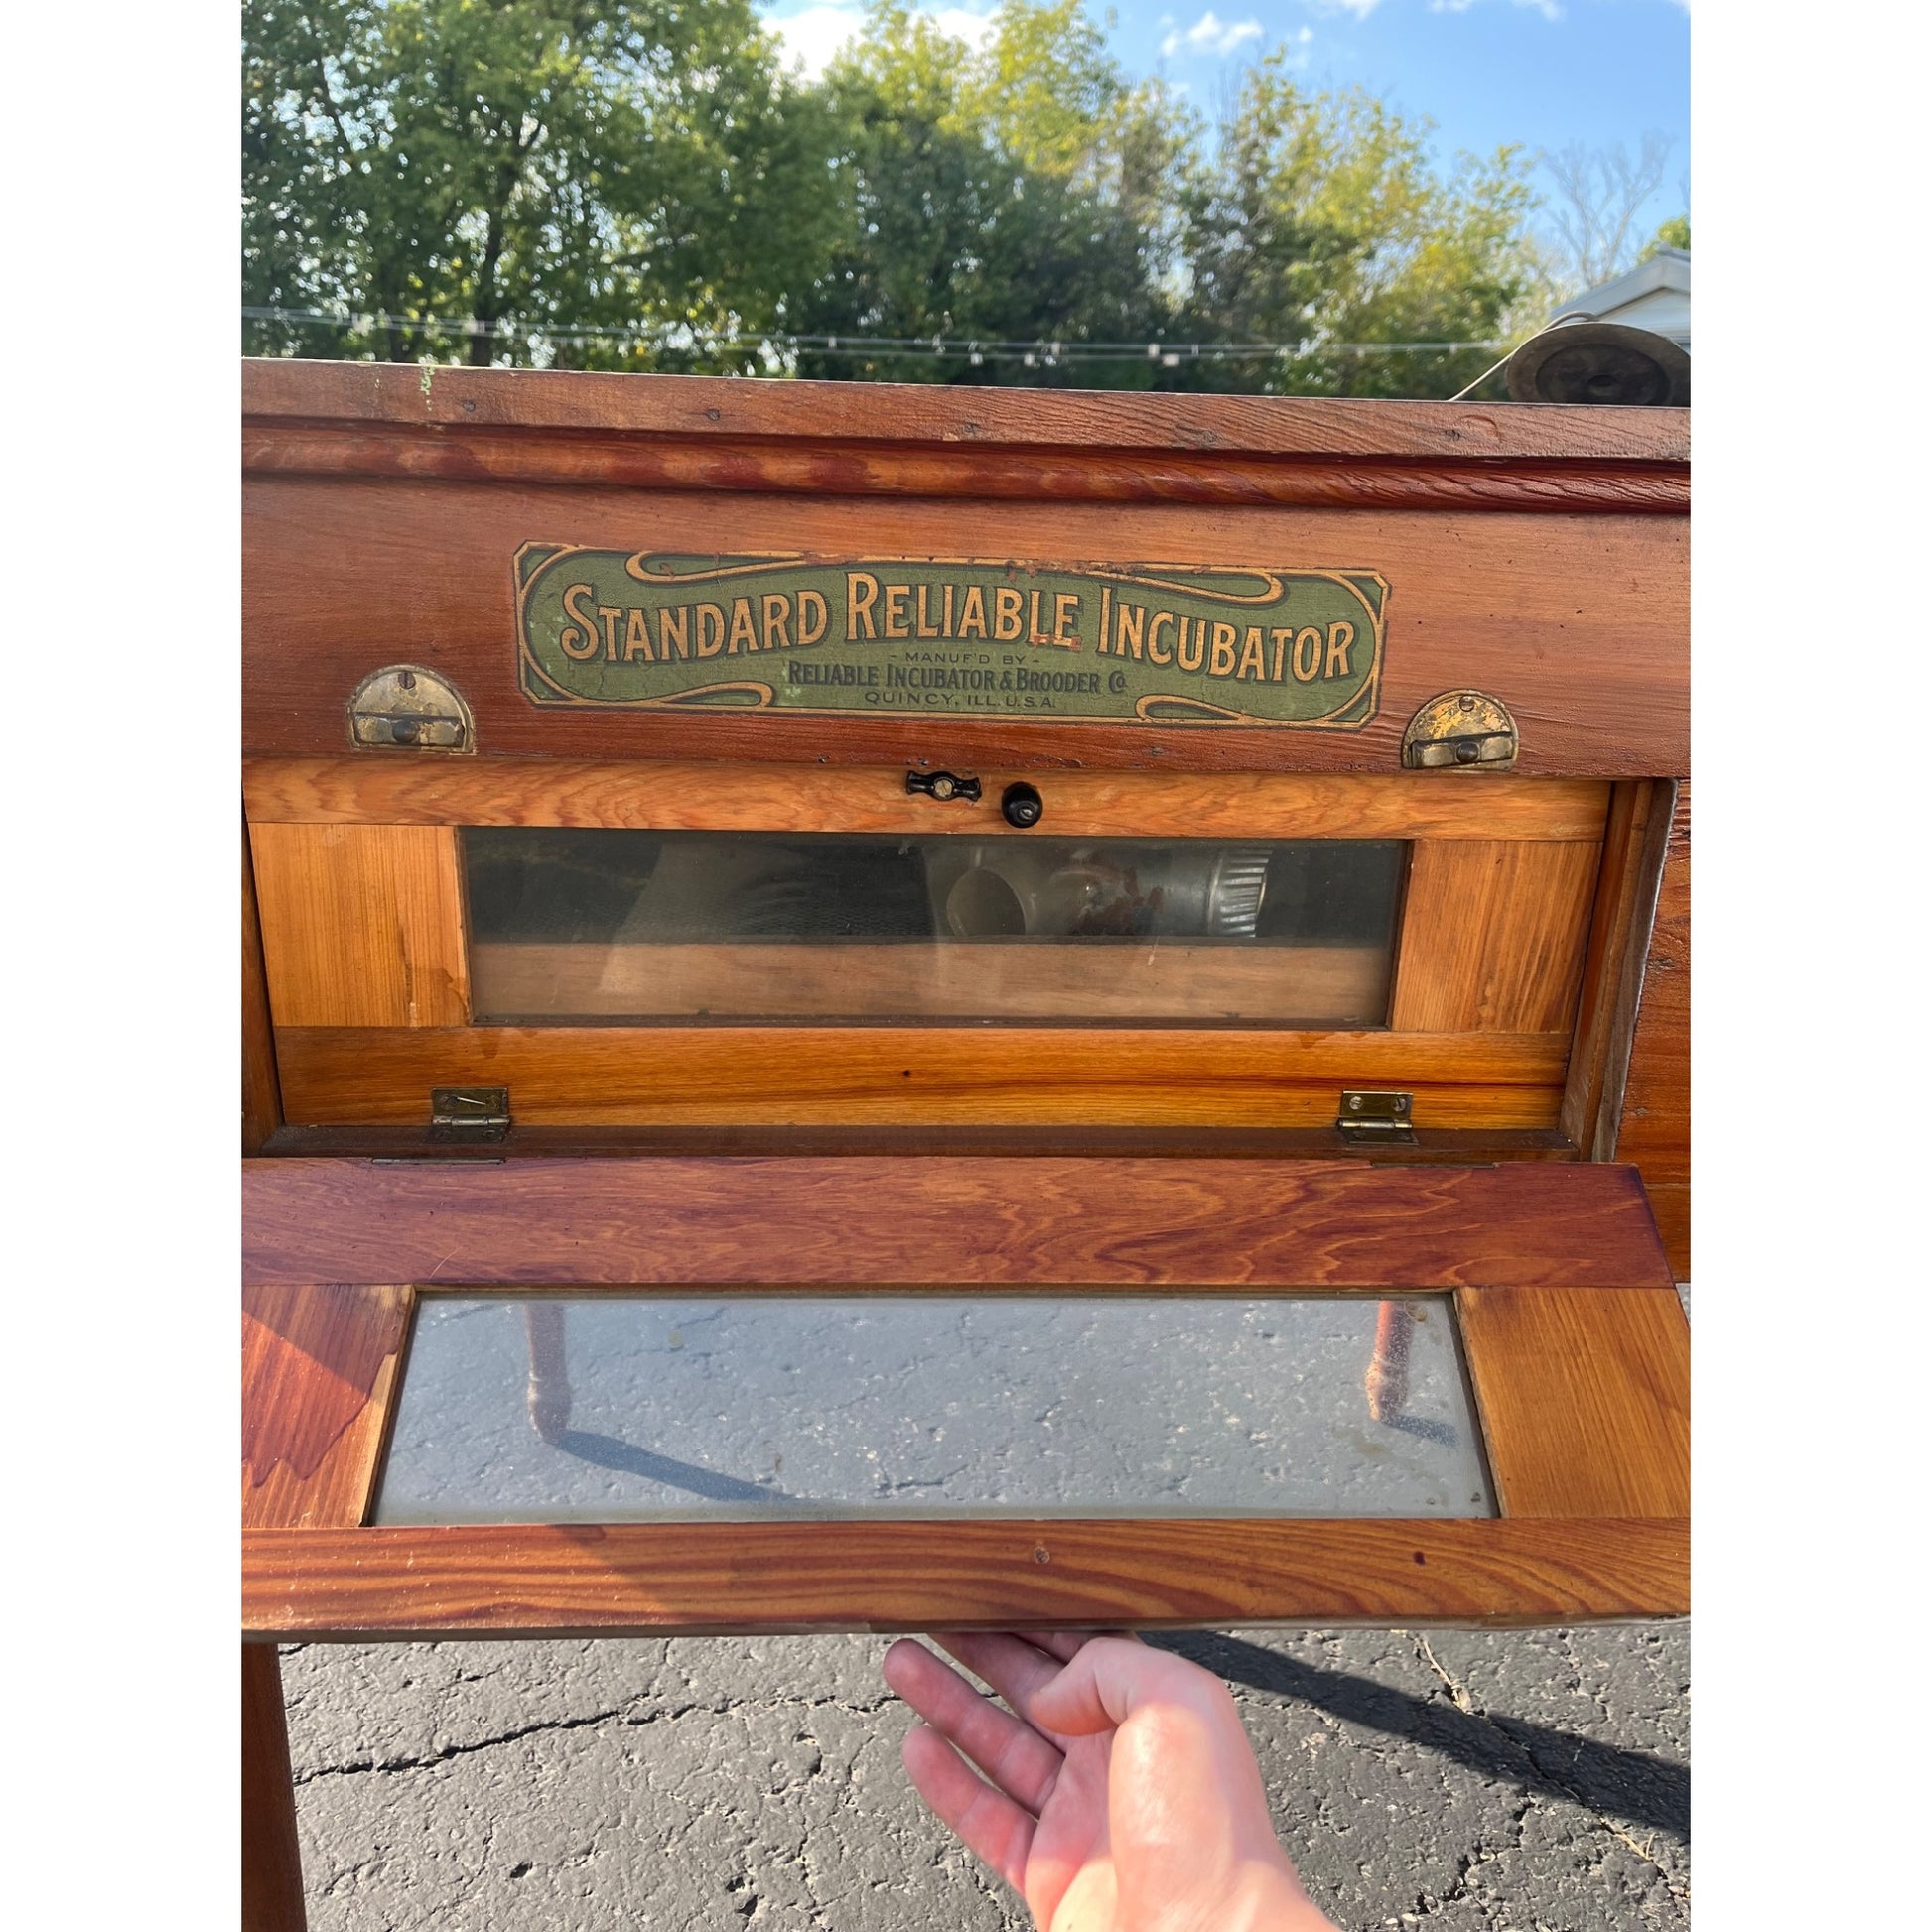 STANDARD RELIABLE INCUBATOR
- MANUF'D BY -
RELIABLE INCUBATOR & BROODER CO
QUINCY, ILL. U.S.A.